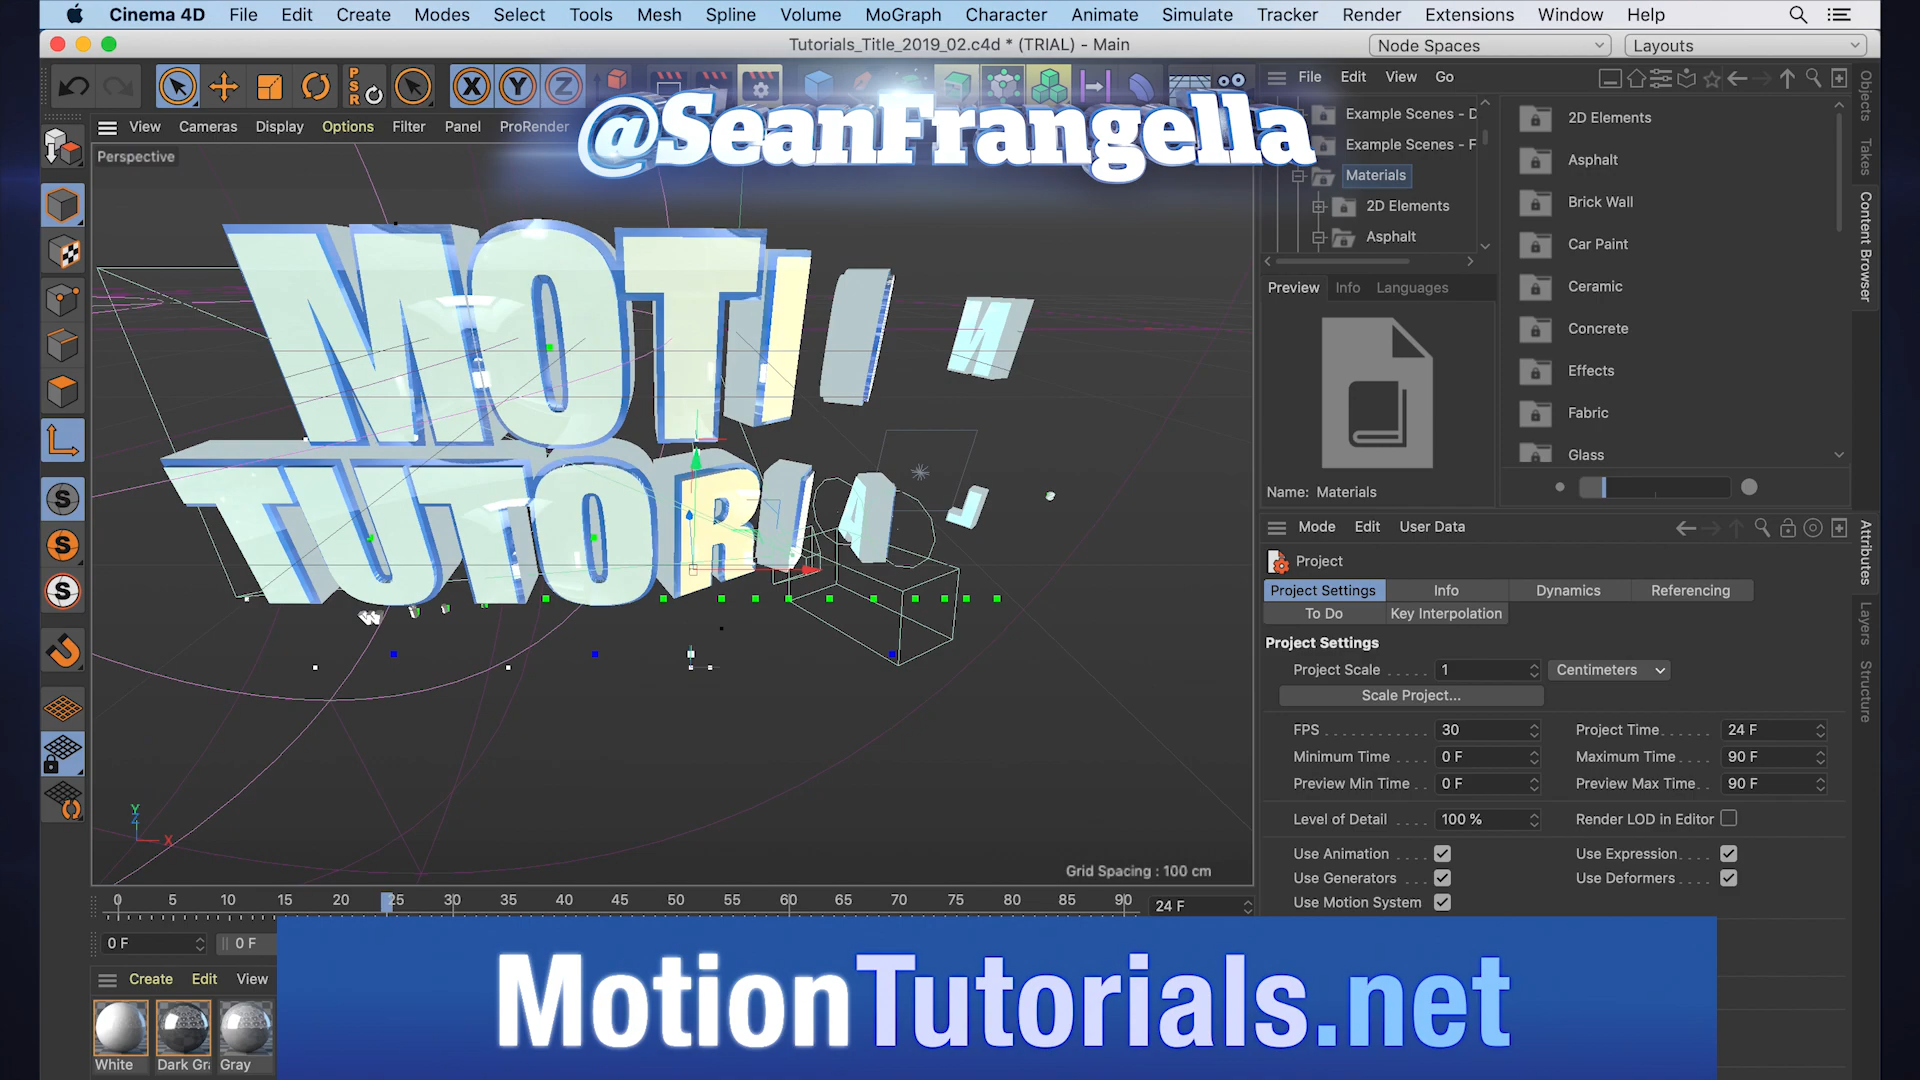 Cinema 4D File Edit Create Modes Select Tools Mesh Spline Volume MoGraph Character Animate Simulate Tracker Render Extensions Window Help
Tutorials_Title_2019_02.c4d * (TRIAL) - Main
Node Spaces
Layouts
PSR X Y Z
@SeanFrangella
View Cameras Display Options Filter Panel ProRender
Perspective
MOTI
TUTORIA
S
S
S
Y
Z
X
Grid Spacing : 100 cm
0 5 10 15 20 25 30 35 40 45 50 55 60 65 70 75 80 85 90
24 F
0 F
0 F
Create Edit View
White
Dark Gr
Gray
File Edit View Go
Example Scenes - D
Example Scenes - F
Materials
2D Elements
Asphalt
2D Elements
Asphalt
Brick Wall
Car Paint
Ceramic
Concrete
Effects
Fabric
Glass
Preview Info Languages
Name: Materials
Objects
Takes
Content Browser
Mode Edit User Data
Project
Project Settings Info Dynamics Referencing
To Do Key Interpolation
Project Settings
Project Scale 1 Centimeters
Scale Project...
FPS 30 Project Time 24 F
Minimum Time 0 F Maximum Time 90 F
Preview Min Time 0 F Preview Max Time 90 F
Level of Detail 100 % Render LOD in Editor
Use Animation Use Expression
Use Generators Use Deformers
Use Motion System
Attributes
Layers
Structure
MotionTutorials.net